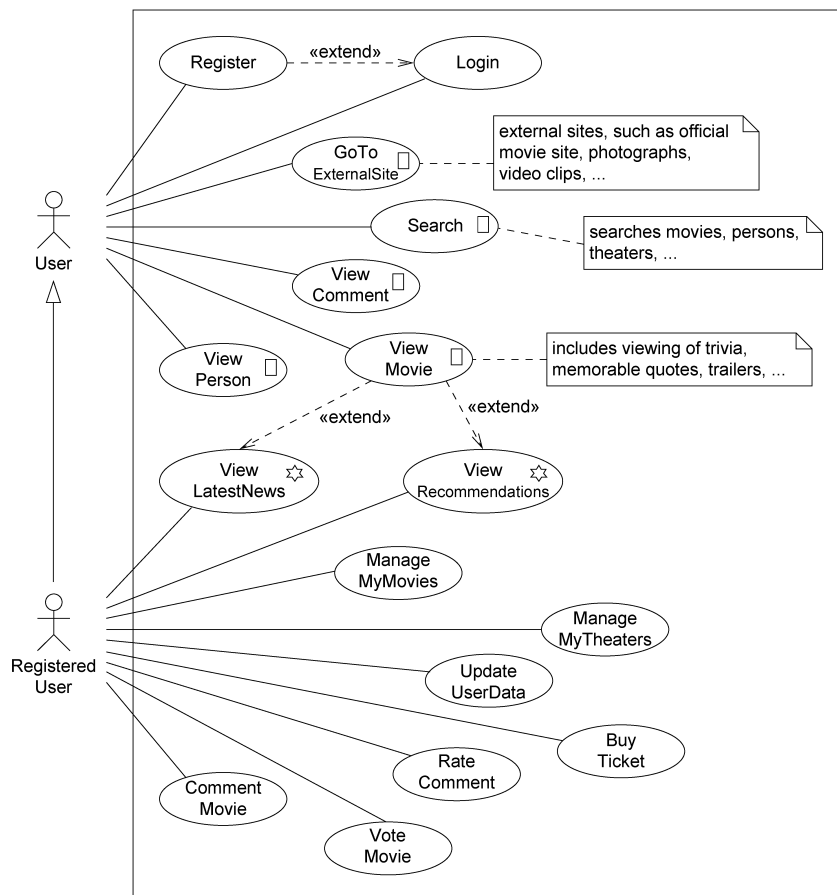 Register
«extend»
Login
GoTo
ExternalSite
external sites, such as official
movie site, photographs,
video clips, ...
Search
searches movies, persons,
theaters, ...
User
View
Comment
View
Person
View
Movie
includes viewing of trivia,
memorable quotes, trailers, ...
«extend»
«extend»
View
LatestNews
View
Recommendations
Manage
MyMovies
Manage
MyTheaters
Registered
User
Update
UserData
Buy
Ticket
Rate
Comment
Comment
Movie
Vote
Movie